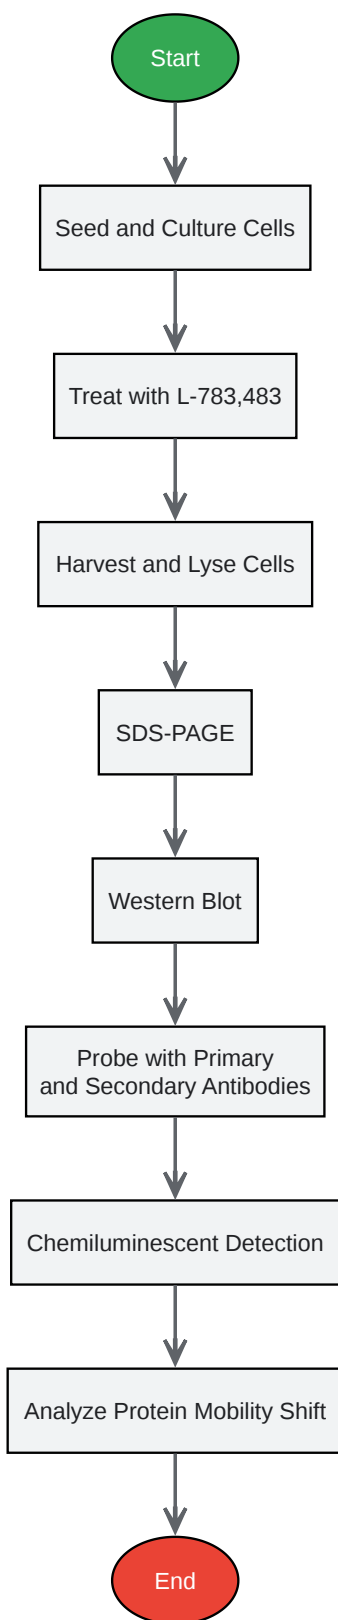 Start
Seed and Culture Cells
Treat with L-783,483
Harvest and Lyse Cells
SDS-PAGE
Western Blot
Probe with Primary
and Secondary Antibodies
Chemiluminescent Detection
Analyze Protein Mobility Shift
End